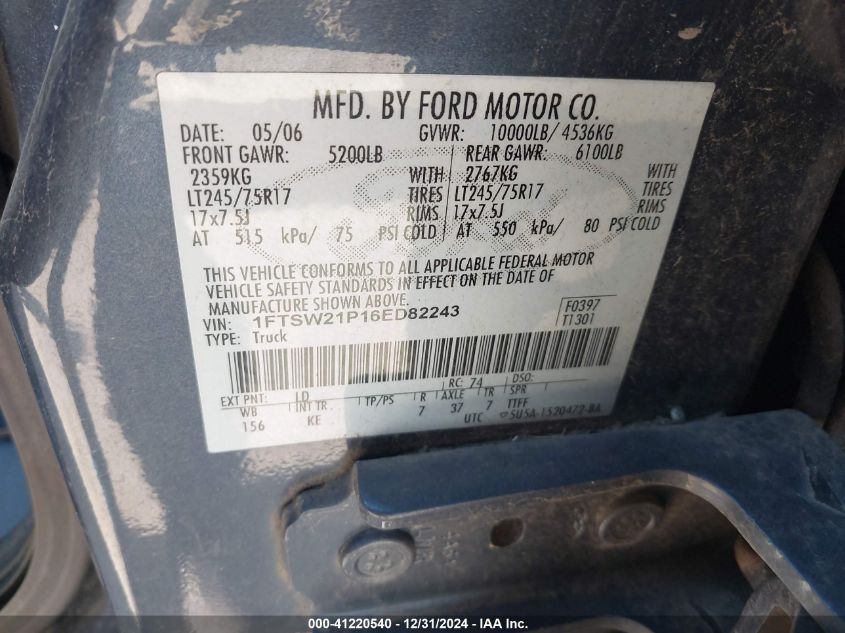 MFD. BY FORD MOTOR CO.
DATE: 05/06 GVWR: 10000LB/ 4536KG
FRONT GAWR: 5200LB REAR GAWR: 6100LB
2359KG WITH 2767KG WITH
LT245/75R17 TIRES LT245/75R17 TIRES
17x7.5J RIMS 17x7.5J RIMS
AT 515 kPa/ 75 PSI COLD AT 550 kPa/ 80 PSI COLD
Ford
THIS VEHICLE CONFORMS TO ALL APPLICABLE FEDERAL MOTOR
VEHICLE SAFETY STANDARDS IN EFFECT ON THE DATE OF
MANUFACTURE SHOWN ABOVE.
VIN: 1FTSW21P16ED82243 F0397
TYPE: Truck T1301
RC: 74 DSO:
EXT PNT: LD
WB INT TR TP/PS R AXLE TR SPR
156 KE 7 37 7 TTFF
UTC 5U5A-1520472-BA
000-41220540 - 12/31/2024 - IAA Inc.